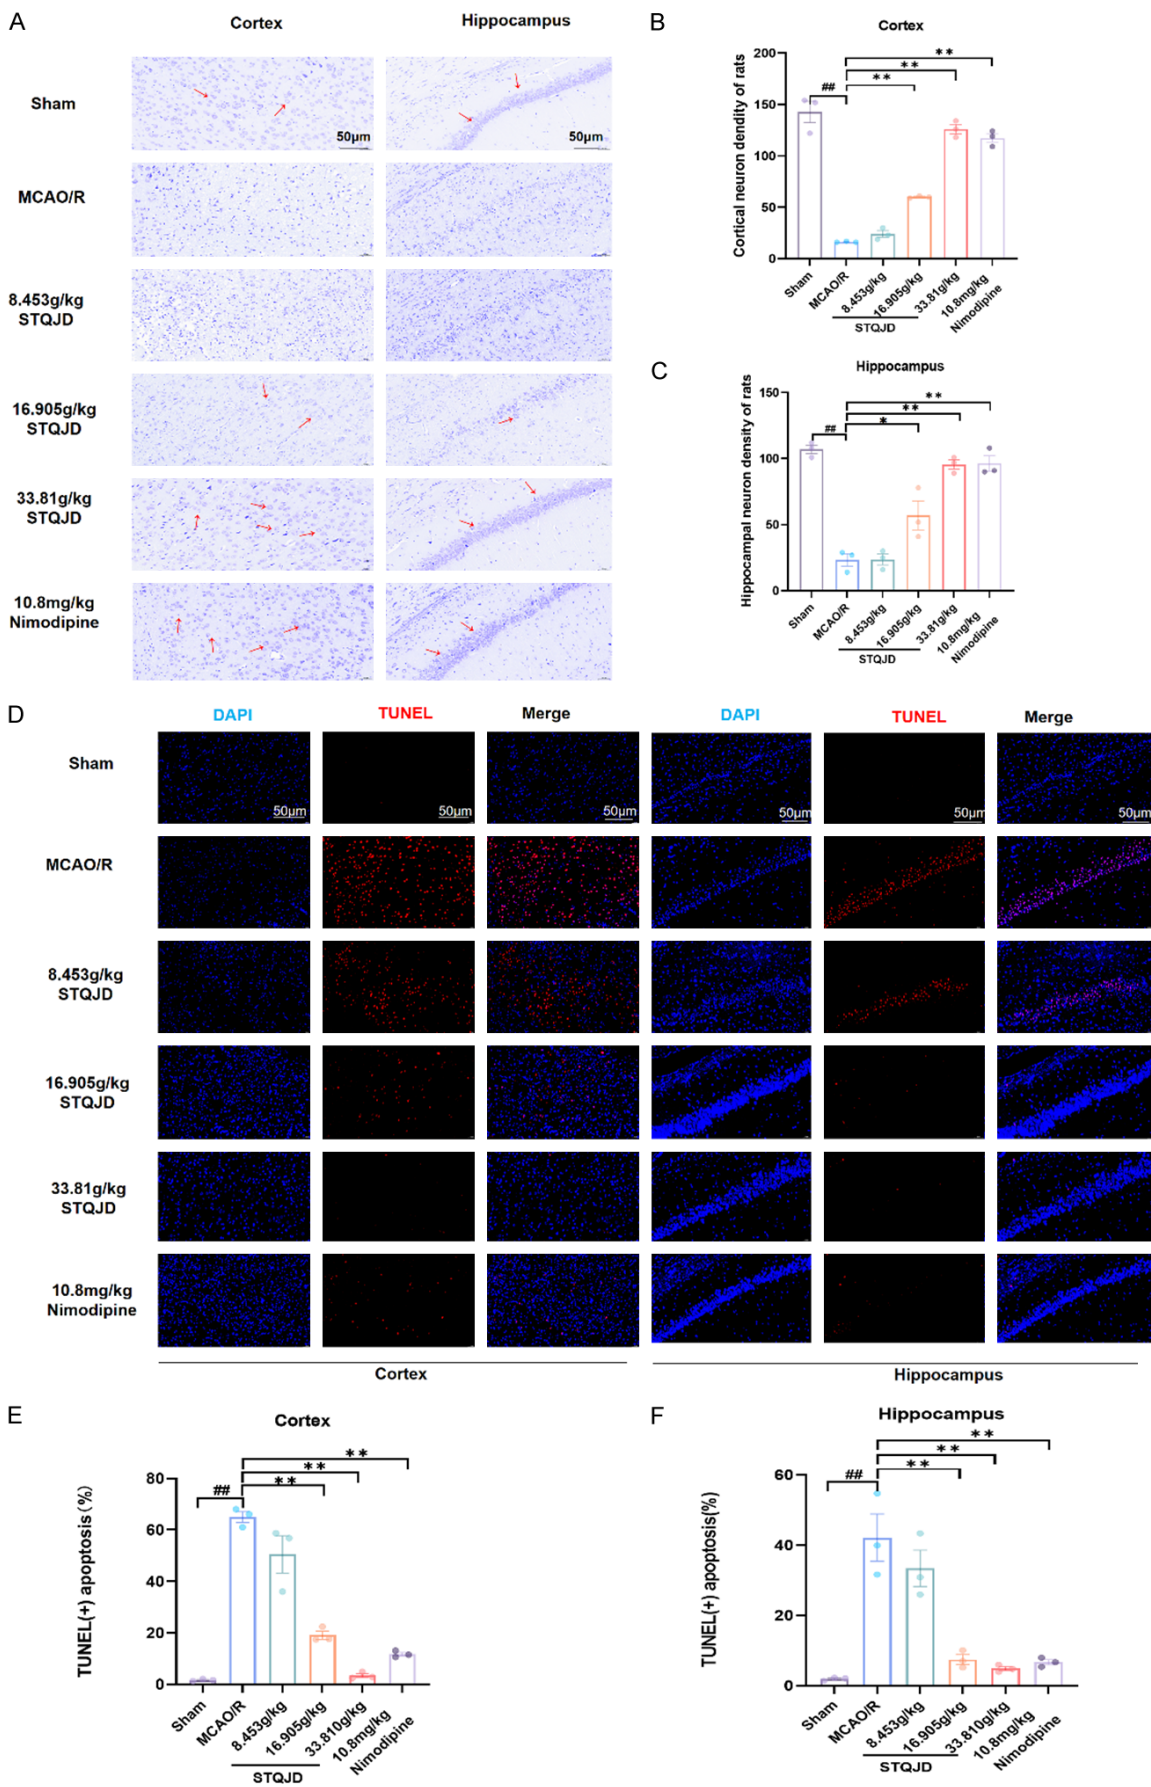 A
Cortex
Hippocampus
Sham
50μm
50μm
MCAO/R
8.453g/kg
STQJD
16.905g/kg
STQJD
33.81g/kg
STQJD
10.8mg/kg
Nimodipine
B
Cortex
Cortical neuron dendity of rats
200
150
100
50
0
##
**
**
**
Sham
MCAO/R
8.453g/kg
16.905g/kg
33.81g/kg
10.8mg/kg
Nimodipine
STQJD
C
Hippocampus
Hippocampal neuron density of rats
150
100
50
0
##
*
**
**
Sham
MCAO/R
8.453g/kg
16.905g/kg
33.81g/kg
10.8mg/kg
Nimodipine
STQJD
D
DAPI
TUNEL
Merge
DAPI
TUNEL
Merge
Sham
50μm
50μm
50μm
50μm
50μm
50μm
MCAO/R
8.453g/kg
STQJD
16.905g/kg
STQJD
33.81g/kg
STQJD
10.8mg/kg
Nimodipine
Cortex
Hippocampus
E
Cortex
TUNEL(+) apoptosis (%)
80
60
40
20
0
##
**
**
**
Sham
MCAO/R
8.453g/kg
16.905g/kg
33.810g/kg
10.8mg/kg
Nimodipine
STQJD
F
Hippocampus
TUNEL(+) apoptosis(%)
60
40
20
0
##
**
**
**
Sham
MCAO/R
8.453g/kg
16.905g/kg
33.810g/kg
10.8mg/kg
Nimodipine
STQJD